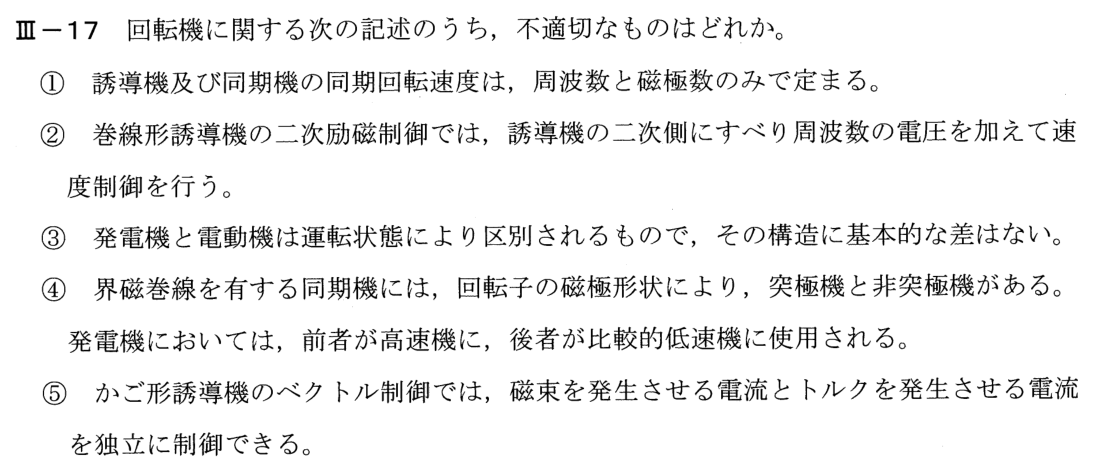 Ⅲ－17　回転機に関する次の記述のうち，不適切なものはどれか。
①　誘導機及び同期機の同期回転速度は，周波数と磁極数のみで定まる。
②　巻線形誘導機の二次励磁制御では，誘導機の二次側にすべり周波数の電圧を加えて速
度制御を行う。
③　発電機と電動機は運転状態により区別されるもので，その構造に基本的な差はない。
④　界磁巻線を有する同期機には，回転子の磁極形状により，突極機と非突極機がある。
発電機においては，前者が高速機に，後者が比較的低速機に使用される。
⑤　かご形誘導機のベクトル制御では，磁束を発生させる電流とトルクを発生させる電流
を独立に制御できる。